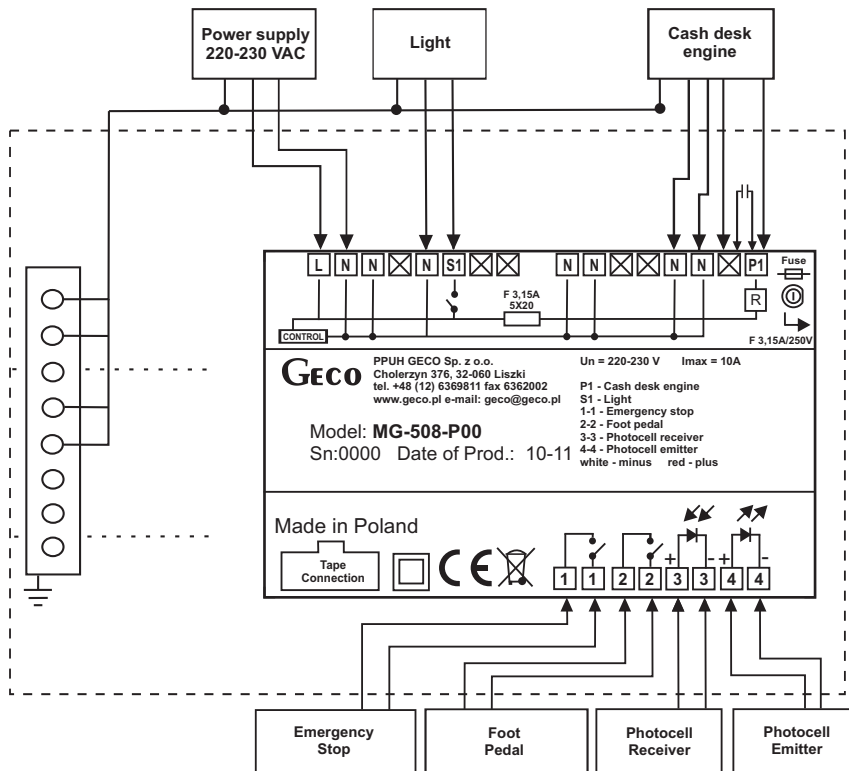 Power supply
220-230 VAC
Light
Cash desk
engine
L N N N S1 N N N N P1
Fuse
F 3,15A
5X20
R
CONTROL
F 3,15A/250V
GECO
PPUH GECO Sp. z o.o.
Cholerzyn 376, 32-060 Liszki
tel. +48 (12) 6369811 fax 6362002
www.geco.pl e-mail: geco@geco.pl
Un = 220-230 V Imax = 10A
P1 - Cash desk engine
S1 - Light
1-1 - Emergency stop
2-2 - Foot pedal
3-3 - Photocell receiver
4-4 - Photocell emitter
white - minus red - plus
Model: MG-508-P00
Sn:0000 Date of Prod.: 10-11
Made in Poland
Tape
Connection
CE
+ - + -
1 1 2 2 3 3 4 4
Emergency
Stop
Foot
Pedal
Photocell
Receiver
Photocell
Emitter